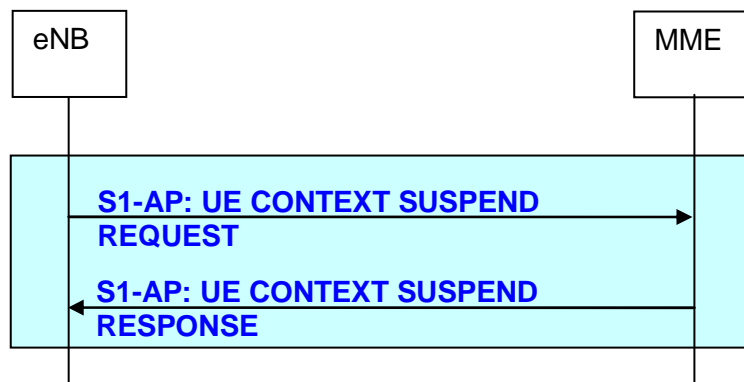 eNB
MME
S1-AP: UE CONTEXT SUSPEND
REQUEST
S1-AP: UE CONTEXT SUSPEND
RESPONSE